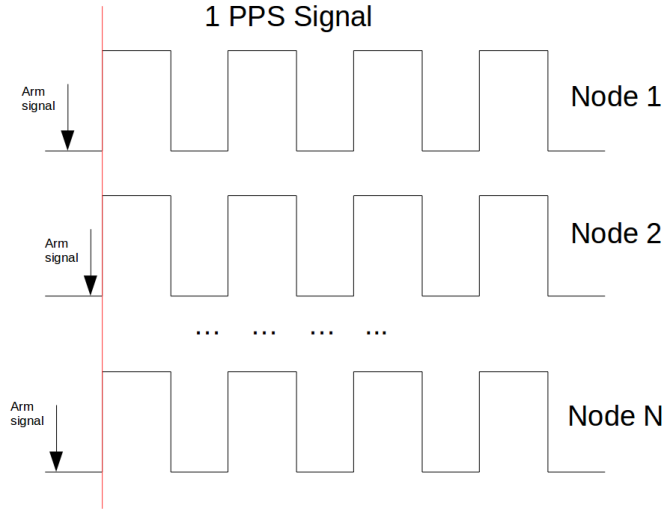 1 PPS Signal
Arm
signal
Node 1
Arm
signal
Node 2
... ... ... ...
Arm
signal
Node N